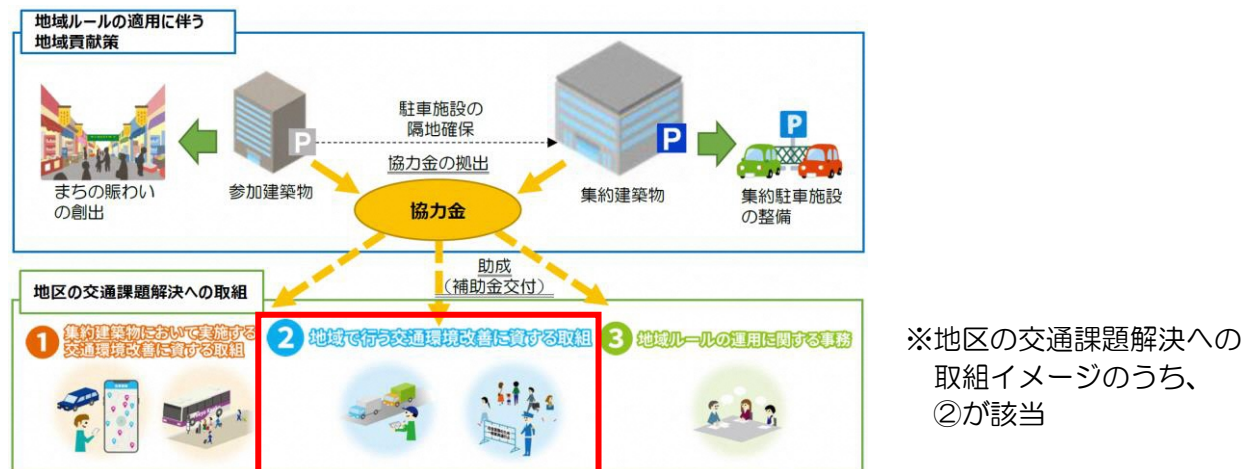 地域ルールの適用に伴う
地域貢献策
駐車施設の
隔地確保
P
P
P
協力金の拠出
まちの賑わい
の創出
参加建築物
集約建築物
集約駐車施設
の整備
協力金
助成
(補助金交付)
地区の交通課題解決への取組
1 集約建築物において実施する
交通環境改善に資する取組
2 地域で行う交通環境改善に資する取組
3 地域ルールの運用に関する事務
※地区の交通課題解決への
取組イメージのうち、
②が該当